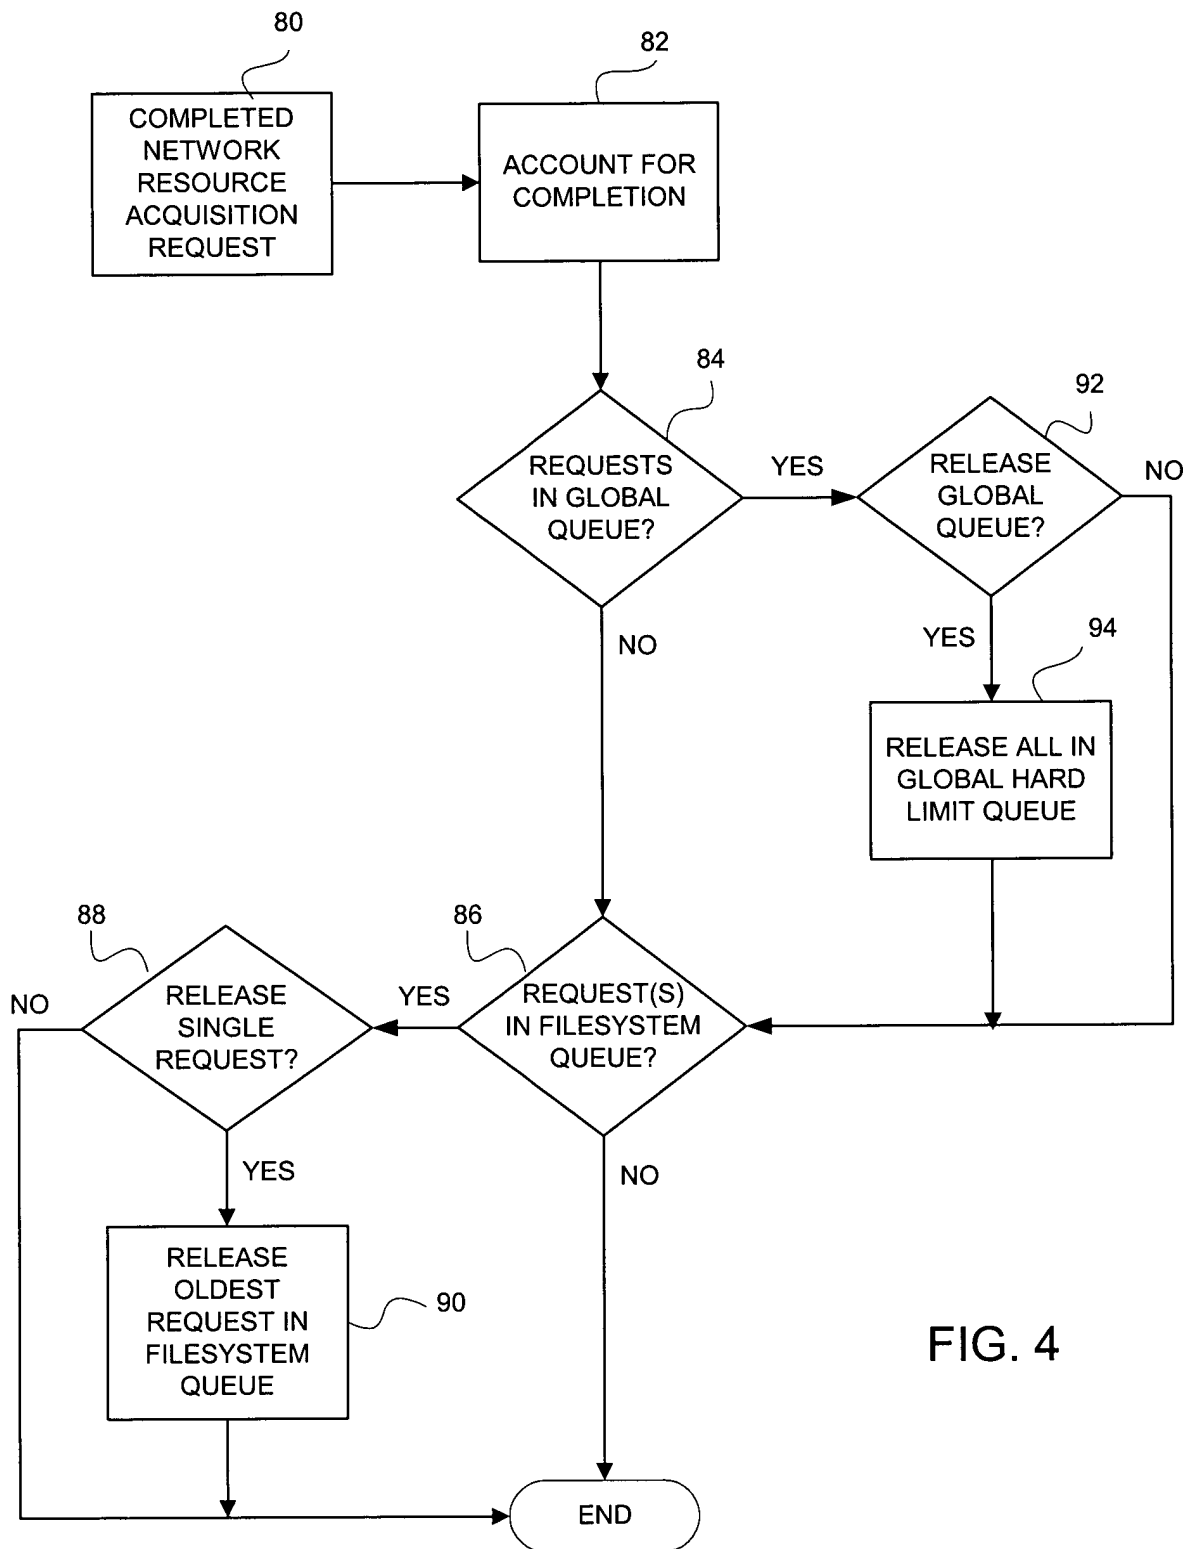 80
COMPLETED
NETWORK
RESOURCE
ACQUISITION
REQUEST
82
ACCOUNT FOR
COMPLETION
84
REQUESTS
IN GLOBAL
QUEUE?
YES
NO
92
RELEASE
GLOBAL
QUEUE?
NO
YES
94
RELEASE ALL IN
GLOBAL HARD
LIMIT QUEUE
86
REQUEST(S)
IN FILESYSTEM
QUEUE?
YES
NO
88
RELEASE
SINGLE
REQUEST?
NO
YES
RELEASE
OLDEST
REQUEST IN
FILESYSTEM
QUEUE
90
END
FIG. 4